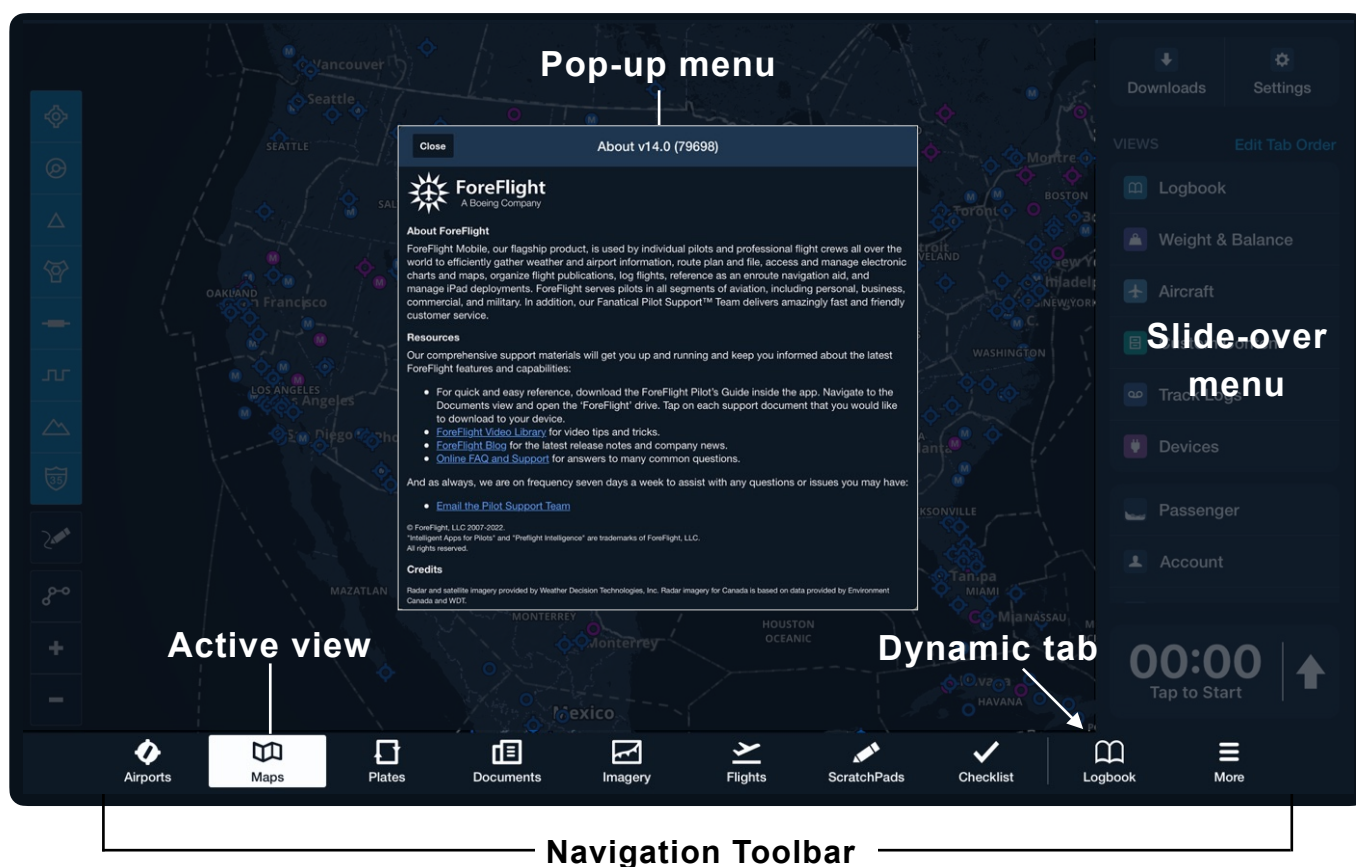 Pop-up menu
Vancouver
Seattle
SEATTLE
Downloads
Settings
VIEWS
Edit Tab Order
Close
About v14.0 (79698)
ForeFlight
A Boeing Company
About ForeFlight
ForeFlight Mobile, our flagship product, is used by individual pilots and professional flight crews all over the
world to efficiently gather weather and airport information, route plan and file, access and manage electronic
charts and maps, organize flight publications, log flights, reference as an enroute navigation aid, and
manage iPad deployments. ForeFlight serves pilots in all segments of aviation, including personal, business,
commercial, and military. In addition, our Fanatical Pilot Support™ Team delivers amazingly fast and friendly
customer service.
Resources
Our comprehensive support materials will get you up and running and keep you informed about the latest
ForeFlight features and capabilities:
• For quick and easy reference, download the ForeFlight Pilot's Guide inside the app. Navigate to the
Documents view and open the 'ForeFlight' drive. Tap on each support document that you would like
to download to your device.
• ForeFlight Video Library for video tips and tricks.
• ForeFlight Blog for the latest release notes and company news.
• Online FAQ and Support for answers to many common questions.
And as always, we are on frequency seven days a week to assist with any questions or issues you may have:
• Email the Pilot Support Team
© ForeFlight, LLC 2007-2022.
"Intelligent Apps for Pilots" and "Preflight Intelligence" are trademarks of ForeFlight, LLC.
All rights reserved.
Credits
Radar and satellite imagery provided by Weather Decision Technologies, Inc. Radar imagery for Canada is based on data provided by Environment
Canada and WDT.
OAKLAND
Francisco
LOS ANGELES
Angeles
MAZATLAN
MONTERREY
Monterrey
Mexico
HOUSTON
OCEANIC
BOSTON
Toronto
WASHINGTON
Tampa
MIAMI
NASSAU
HAVANA
Logbook
Weight & Balance
Aircraft
Slide-over
menu
Track Logs
Devices
Passenger
Account
00:00
Tap to Start
Active view
Dynamic tab
Airports
Maps
Plates
Documents
Imagery
Flights
ScratchPads
Checklist
Logbook
More
Navigation Toolbar